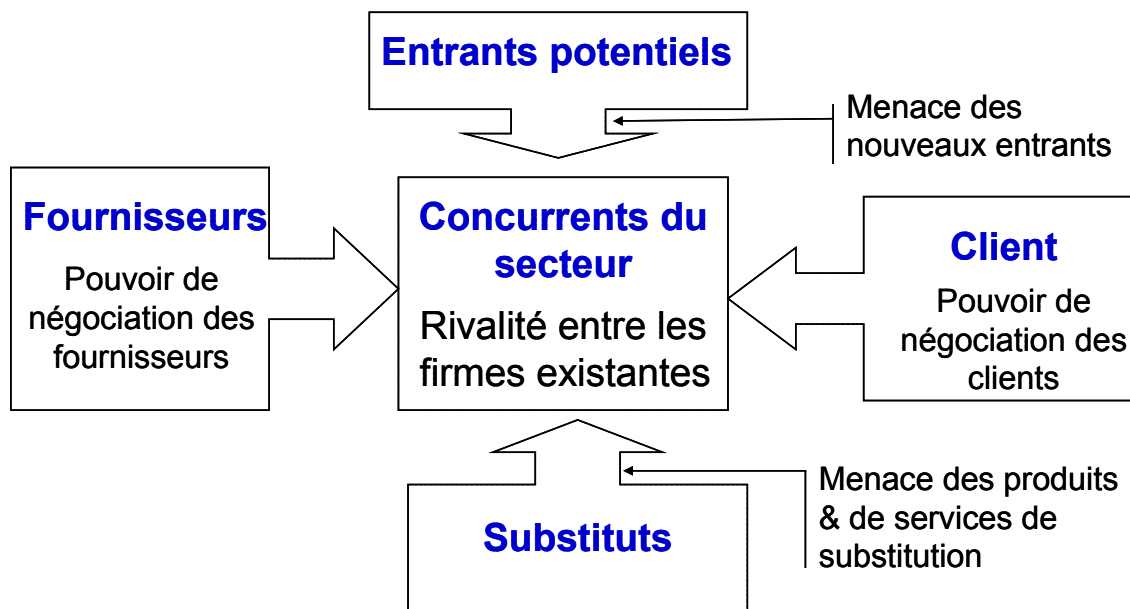 Entrants potentiels
Menace des
nouveaux entrants
Fournisseurs
Pouvoir de
négociation des
fournisseurs
Concurrents du
secteur
Rivalité entre les
firmes existantes
Client
Pouvoir de
négociation des
clients
Menace des produits
& de services de
substitution
Substituts